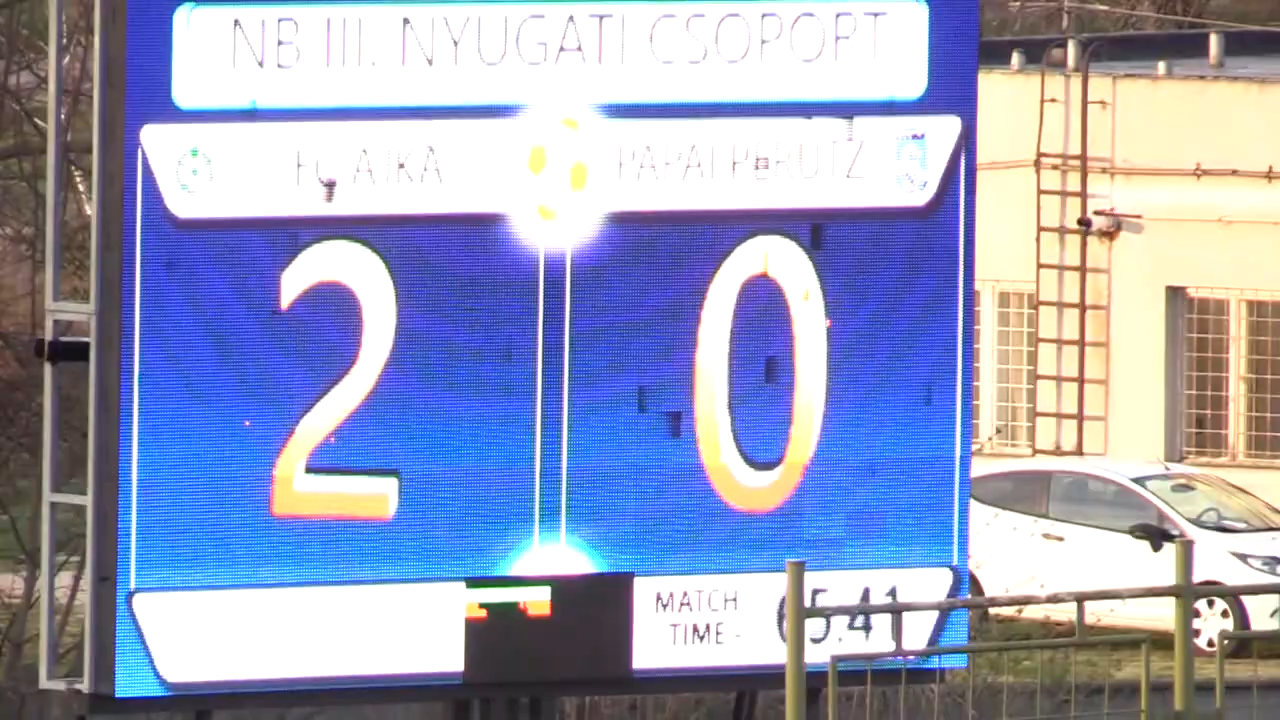 NB III. NYUGATI CSOPORT
FC AJKA
PÁPAI PERUTZ
2
0
MATCH
TIME -